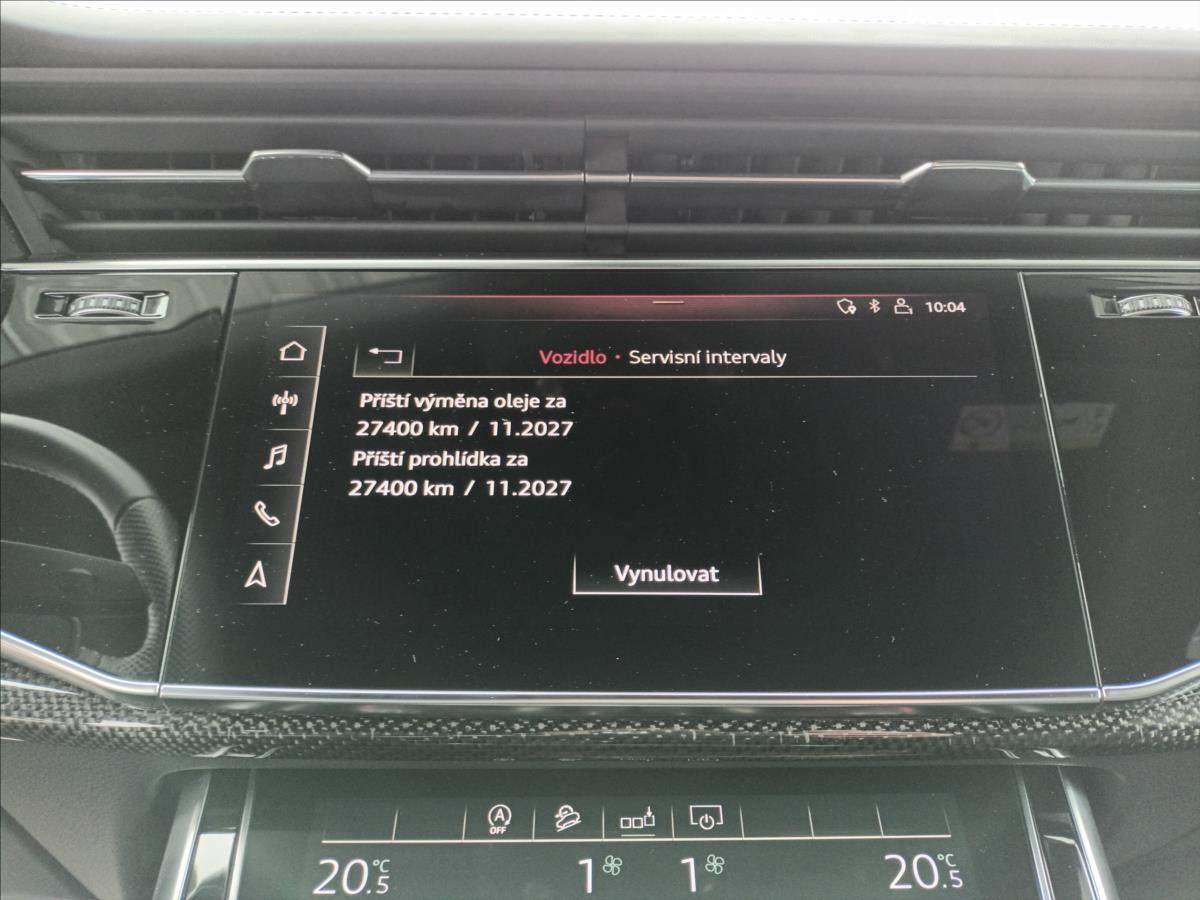 10:04
Vozidlo · Servisní intervaly
Příští výměna oleje za
27400 km / 11.2027
Příští prohlídka za
27400 km / 11.2027
Vynulovat
A
OFF
20.5 °C 1 1 20.5 °C